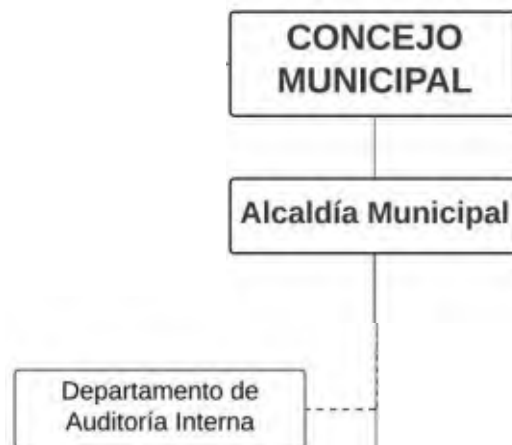 CONCEJO
MUNICIPAL
Alcaldía Municipal
Departamento de
Auditoría Interna